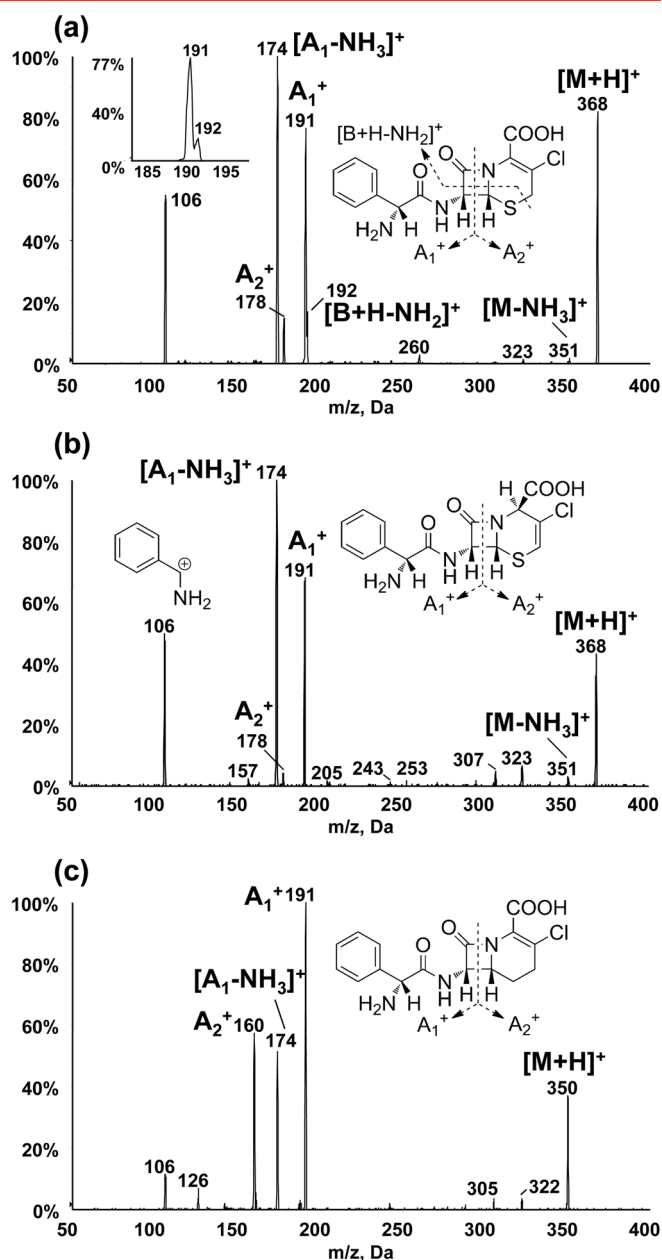 (a)
100%
80%
60%
40%
20%
0%
77%
40%
0%
191
192
185 190 195
174 [A1-NH3]+
A1+
191
[M+H]+
368
106
[B+H-NH2]+
COOH
O
N
Cl
O
N
H
H
H
S
H2N
H
A1+
A2+
A2+
178
192
[B+H-NH2]+
[M-NH3]+
260
323
351
50 100 150 200 250 300 350 400
m/z, Da
(b)
100%
80%
60%
40%
20%
0%
[A1-NH3]+ 174
A1+
191
H
COOH
O
N
Cl
O
N
H
H
H
S
H2N
H
A1+
A2+
NH2
106
[M+H]+
368
A2+
178
157
205
243
253
307
323
[M-NH3]+
351
50 100 150 200 250 300 350 400
m/z, Da
(c)
100%
80%
60%
40%
20%
0%
A1+ 191
COOH
O
N
Cl
O
N
H
H
H
H2N
H
A1+
A2+
[A1-NH3]+
A2+ 160
174
[M+H]+
350
106
126
305
322
50 100 150 200 250 300 350 400
m/z, Da